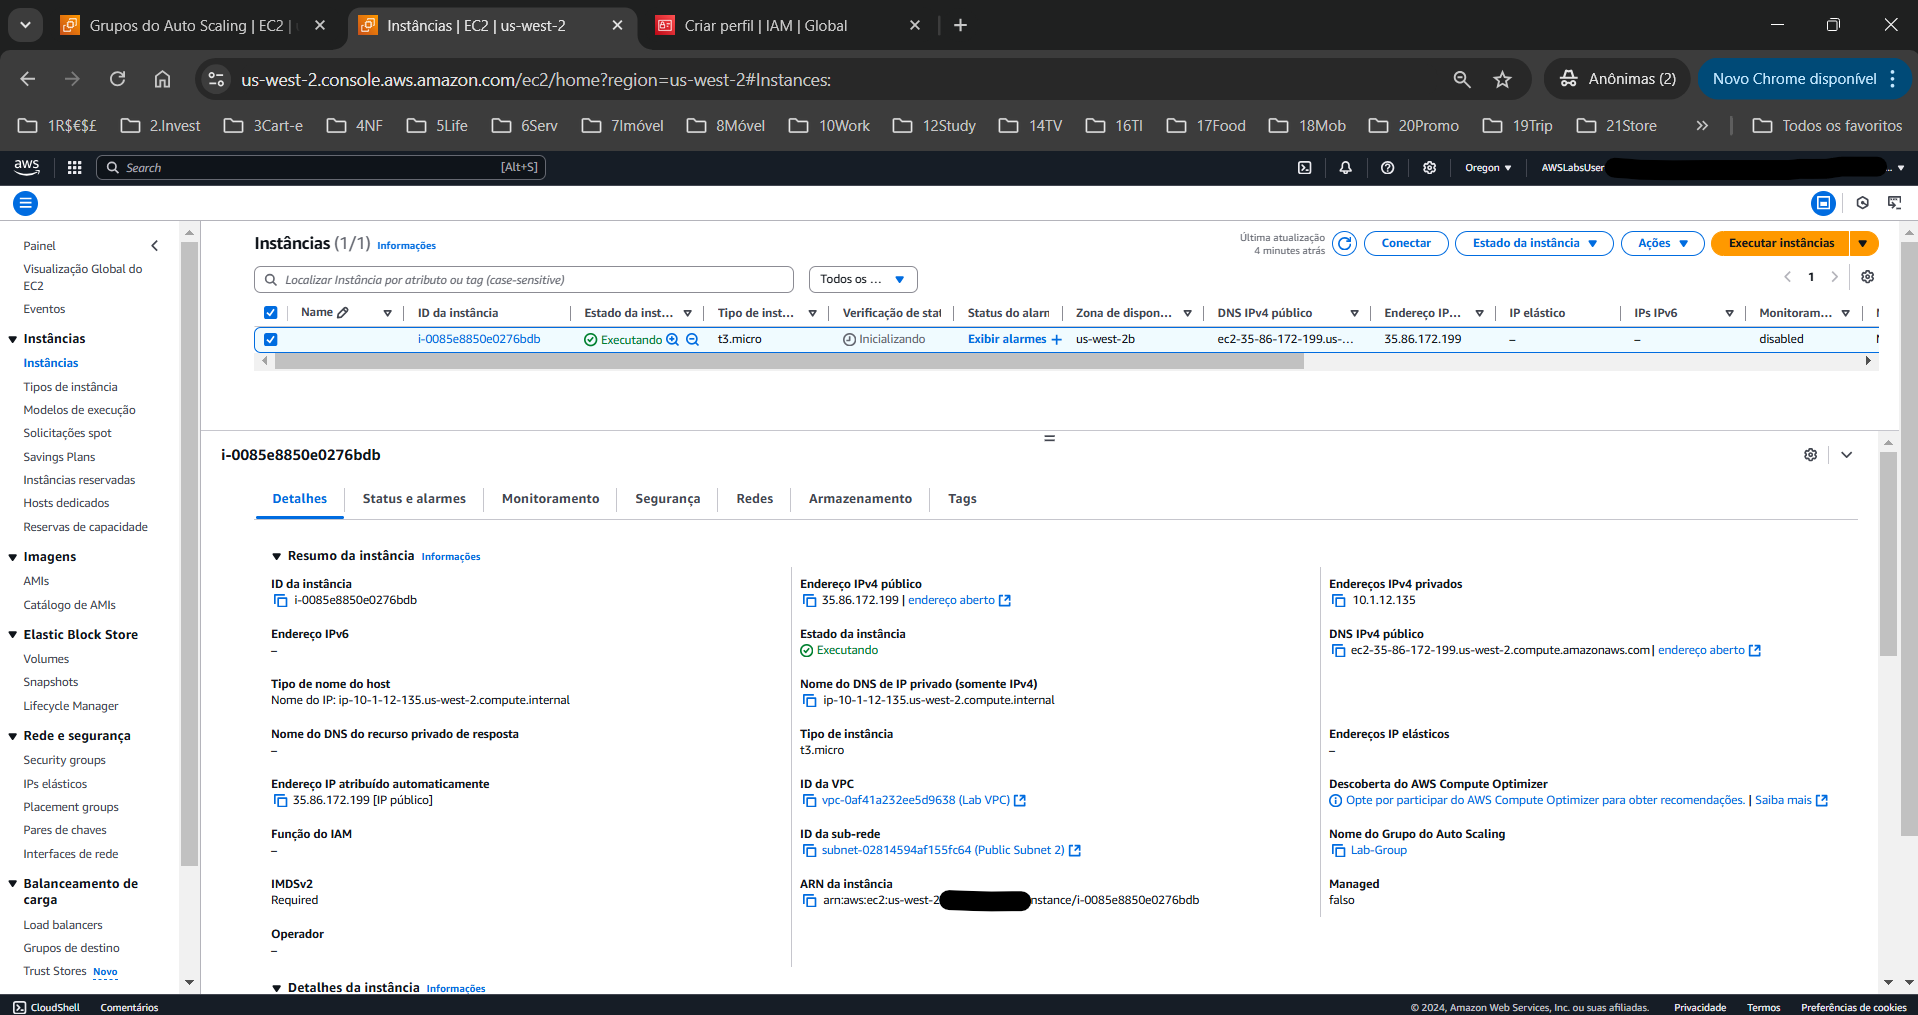 Grupos do Auto Scaling | EC2 |
Instâncias | EC2 | us-west-2
Criar perfil | IAM | Global
us-west-2.console.aws.amazon.com/ec2/home?region=us-west-2#Instances:
Anônimas (2)
Novo Chrome disponível
1R$€$£
2.Invest
3Cart-e
4NF
5Life
6Serv
7Imóvel
8Móvel
10Work
12Study
14TV
16TI
17Food
18Mob
20Promo
19Trip
21Store
Todos os favoritos
aws
Search
[Alt+S]
Oregon
AWSLabsUser
Painel
Visualização Global do
EC2
Eventos
Instâncias
Instâncias
Tipos de instância
Modelos de execução
Solicitações spot
Savings Plans
Instâncias reservadas
Hosts dedicados
Reservas de capacidade
Imagens
AMIs
Catálogo de AMIs
Elastic Block Store
Volumes
Snapshots
Lifecycle Manager
Rede e segurança
Security groups
IPs elásticos
Placement groups
Pares de chaves
Interfaces de rede
Balanceamento de
carga
Load balancers
Grupos de destino
Trust Stores Novo
Instâncias (1/1) Informações
Última atualização
4 minutes atrás
Conectar
Estado da instância
Ações
Executar instâncias
Localizar Instância por atributo ou tag (case-sensitive)
Todos os ...
1
Name
ID da instância
Estado da inst...
Tipo de inst...
Verificação de stat
Status do alarn
Zona de dispon...
DNS IPv4 público
Endereço IP...
IP elástico
IPs IPv6
Monitoram...
i-0085e8850e0276bdb
Executando
t3.micro
Inicializando
Exibir alarmes +
us-west-2b
ec2-35-86-172-199.us-...
35.86.172.199
–
–
disabled
i-0085e8850e0276bdb
Detalhes
Status e alarmes
Monitoramento
Segurança
Redes
Armazenamento
Tags
Resumo da instância Informações
ID da instância
i-0085e8850e0276bdb
Endereço IPv4 público
35.86.172.199 | endereço aberto
Endereços IPv4 privados
10.1.12.135
Endereço IPv6
–
Estado da instância
Executando
DNS IPv4 público
ec2-35-86-172-199.us-west-2.compute.amazonaws.com | endereço aberto
Tipo de nome do host
Nome do IP: ip-10-1-12-135.us-west-2.compute.internal
Nome do DNS de IP privado (somente IPv4)
ip-10-1-12-135.us-west-2.compute.internal
Nome do DNS do recurso privado de resposta
–
Tipo de instância
t3.micro
Endereços IP elásticos
–
Endereço IP atribuído automaticamente
35.86.172.199 [IP público]
ID da VPC
vpc-0af41a232ee5d9638 (Lab VPC)
Descoberta do AWS Compute Optimizer
Opte por participar do AWS Compute Optimizer para obter recomendações. | Saiba mais
Função do IAM
–
ID da sub-rede
subnet-02814594af155fc64 (Public Subnet 2)
Nome do Grupo do Auto Scaling
Lab-Group
IMDSv2
Required
ARN da instância
arn:aws:ec2:us-west-2 nstance/i-0085e8850e0276bdb
Managed
falso
Operador
–
Detalhes da instância Informações
CloudShell
Comentários
© 2024, Amazon Web Services, Inc. ou suas afiliadas.
Privacidade
Termos
Preferências de cookies